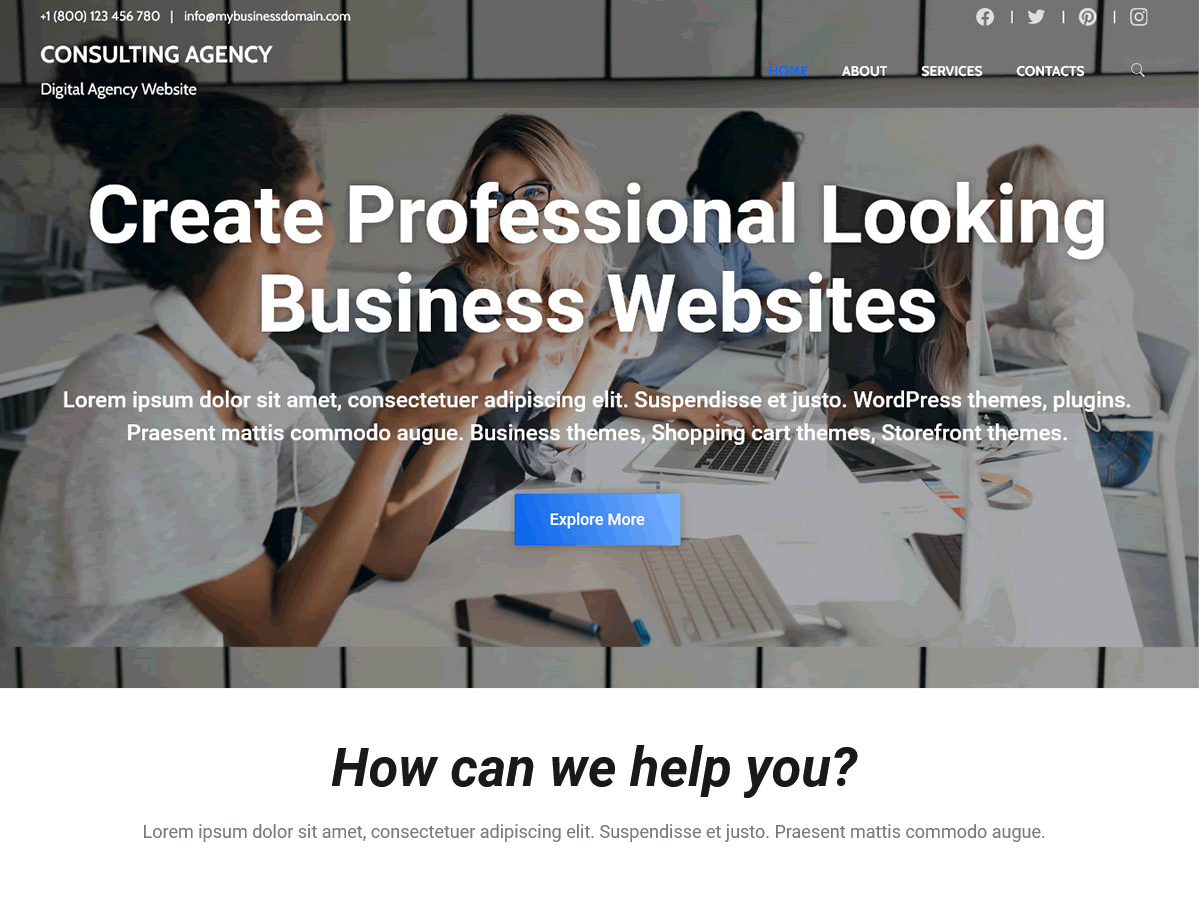 +1 (800) 123 456 780 | info@mybusinessdomain.com
CONSULTING AGENCY
Digital Agency Website
HOME ABOUT SERVICES CONTACTS
Create Professional Looking
Business Websites
Lorem ipsum dolor sit amet, consectetuer adipiscing elit. Suspendisse et justo. WordPress themes, plugins.
Praesent mattis commodo augue. Business themes, Shopping cart themes, Storefront themes.
Explore More
How can we help you?
Lorem ipsum dolor sit amet, consectetuer adipiscing elit. Suspendisse et justo. Praesent mattis commodo augue.